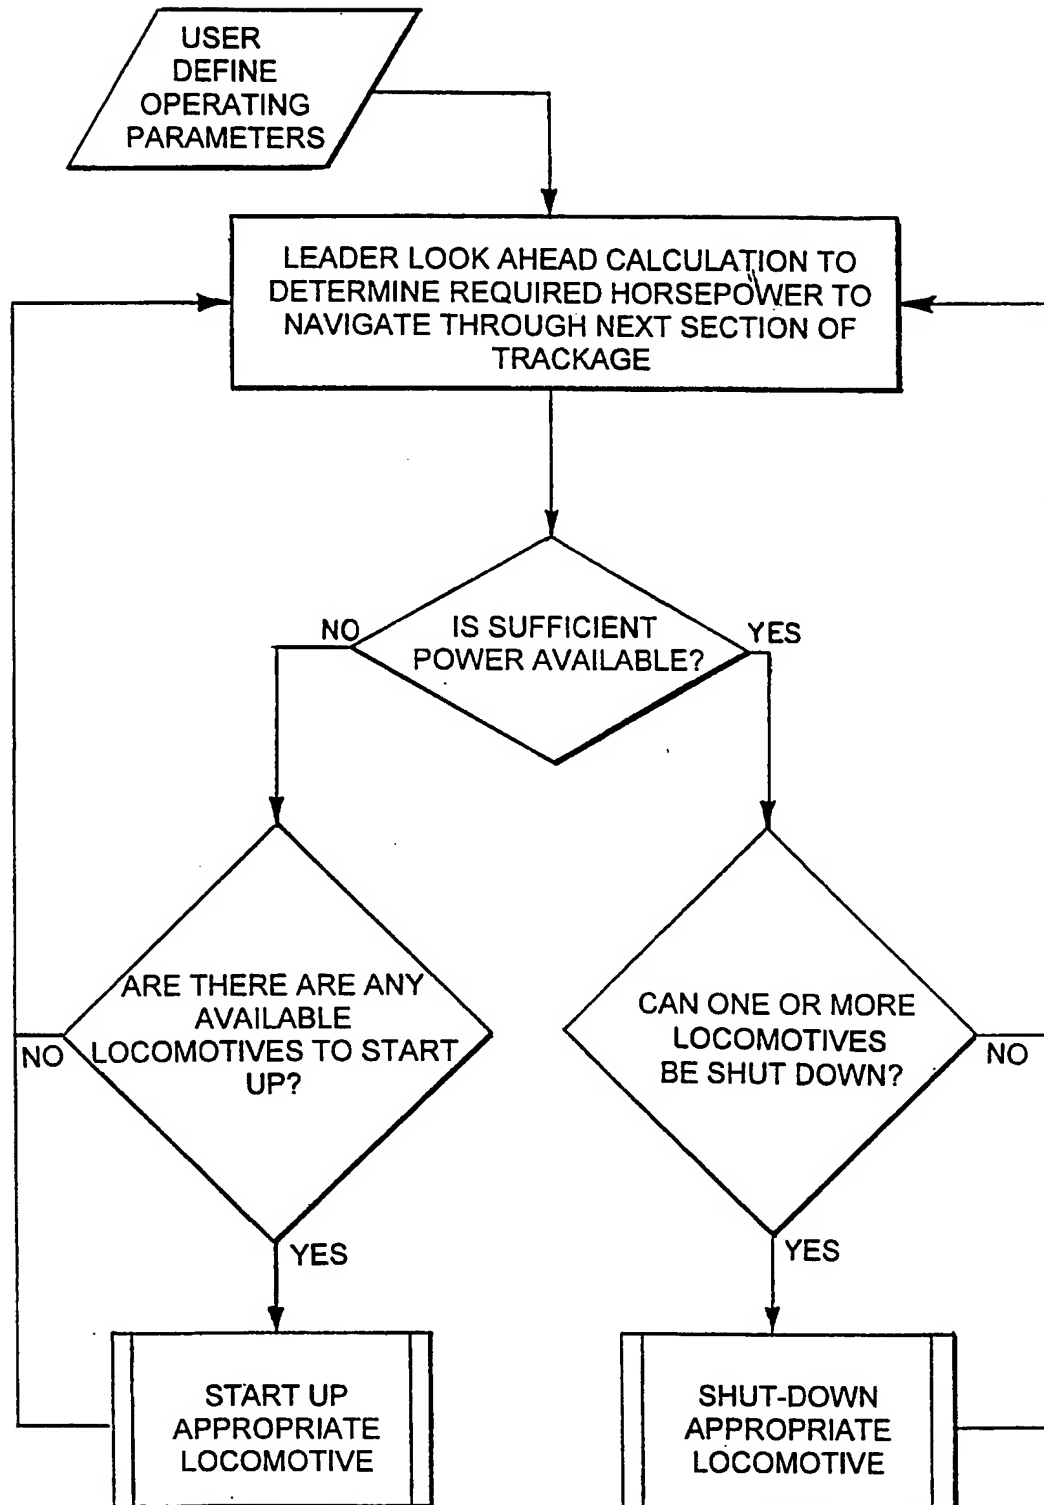 USER
DEFINE
OPERATING
PARAMETERS
LEADER LOOK AHEAD CALCULATION TO
DETERMINE REQUIRED HORSEPOWER TO
NAVIGATE THROUGH NEXT SECTION OF
TRACKAGE
NO
IS SUFFICIENT
POWER AVAILABLE?
YES
ARE THERE ARE ANY
AVAILABLE
LOCOMOTIVES TO START
UP?
NO
YES
CAN ONE OR MORE
LOCOMOTIVES
BE SHUT DOWN?
NO
YES
START UP
APPROPRIATE
LOCOMOTIVE
SHUT-DOWN
APPROPRIATE
LOCOMOTIVE